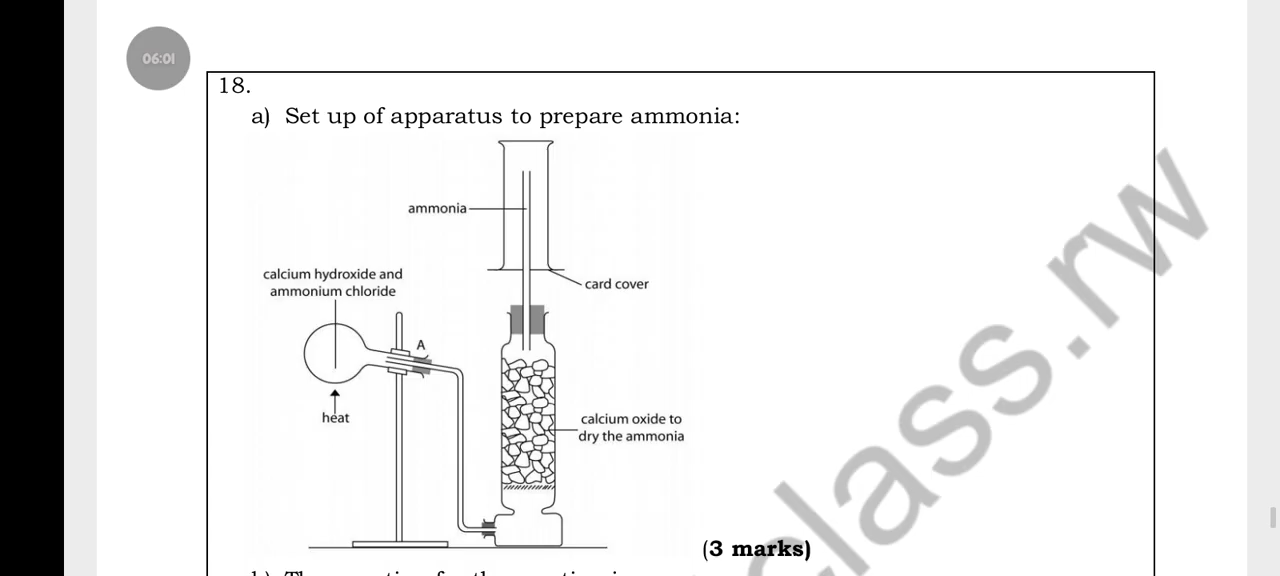 06:01
18.
a) Set up of apparatus to prepare ammonia:
ammonia
calcium hydroxide and
ammonium chloride
card cover
A
heat
calcium oxide to
dry the ammonia
(3 marks)
class.rw